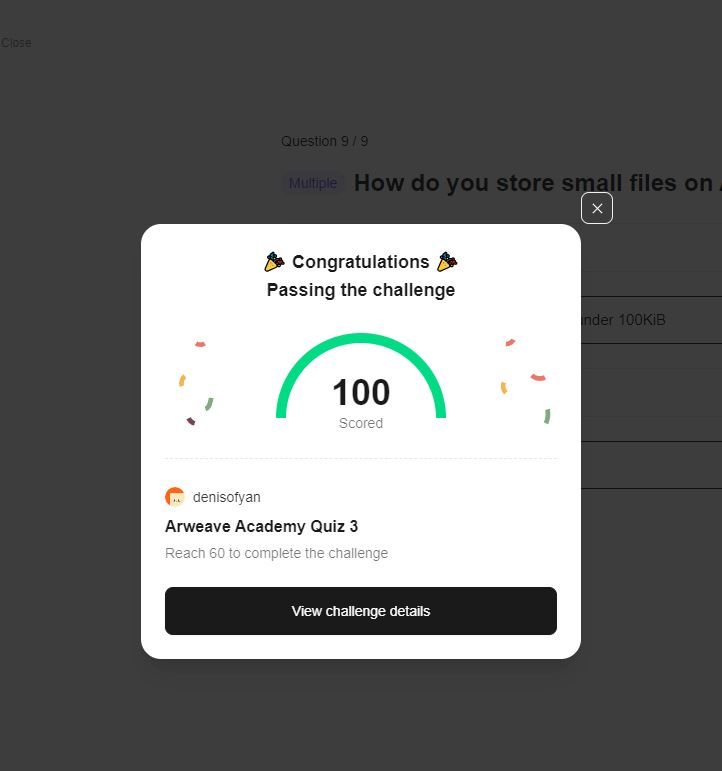 Close
Question 9 / 9
Multiple How do you store small files on
under 100KiB
Congratulations
Passing the challenge
100
Scored
denisofyan
Arweave Academy Quiz 3
Reach 60 to complete the challenge
View challenge details